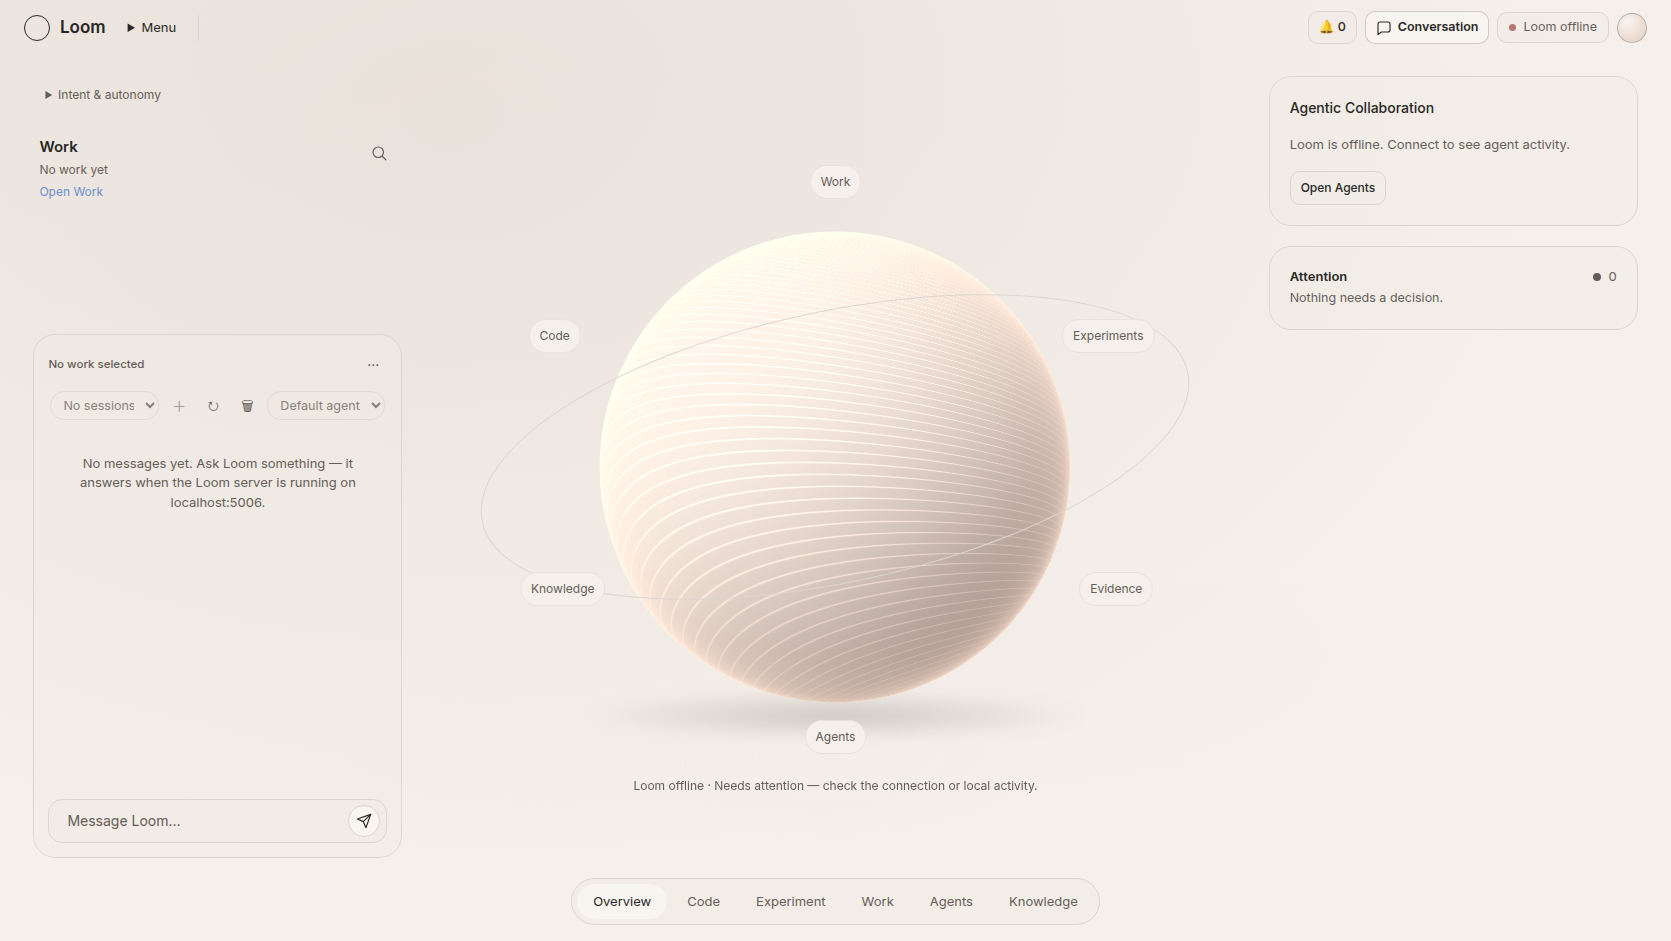 Loom
Menu
🔔 0
Conversation
Loom offline
Intent & autonomy
Work
No work yet
Open Work
No work selected
...
No sessions
Default agent
No messages yet. Ask Loom something — it
answers when the Loom server is running on
localhost:5006.
Message Loom...
Work
Code
Experiments
Knowledge
Evidence
Agents
Loom offline · Needs attention — check the connection or local activity.
Agentic Collaboration
Loom is offline. Connect to see agent activity.
Open Agents
Attention
0
Nothing needs a decision.
Overview
Code
Experiment
Work
Agents
Knowledge